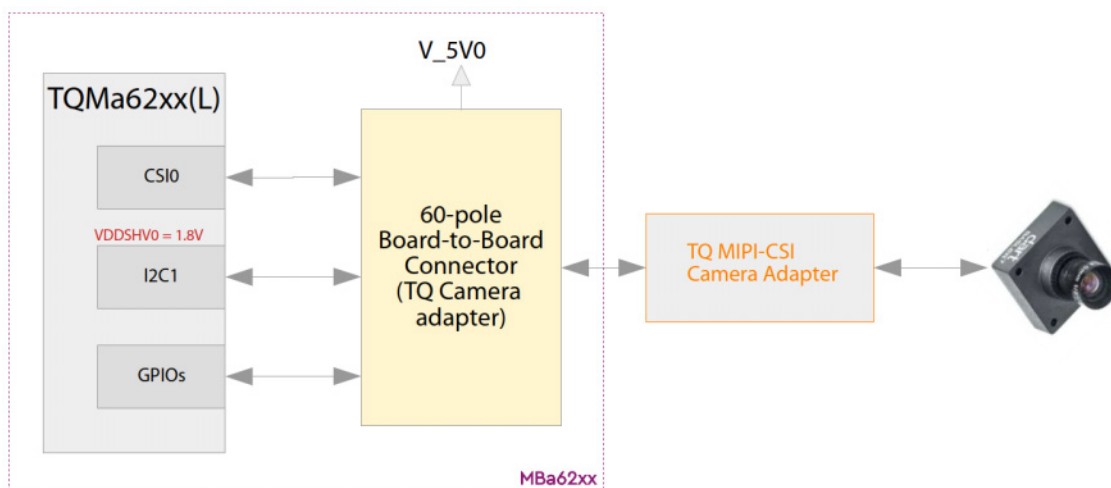 V_5V0
TQMa62xx(L)
CSI0
VDDSHV0 = 1.8V
I2C1
GPIOs
60-pole
Board-to-Board
Connector
(TQ Camera
adapter)
TQ MIPI-CSI
Camera Adapter
dart
MBa62xx